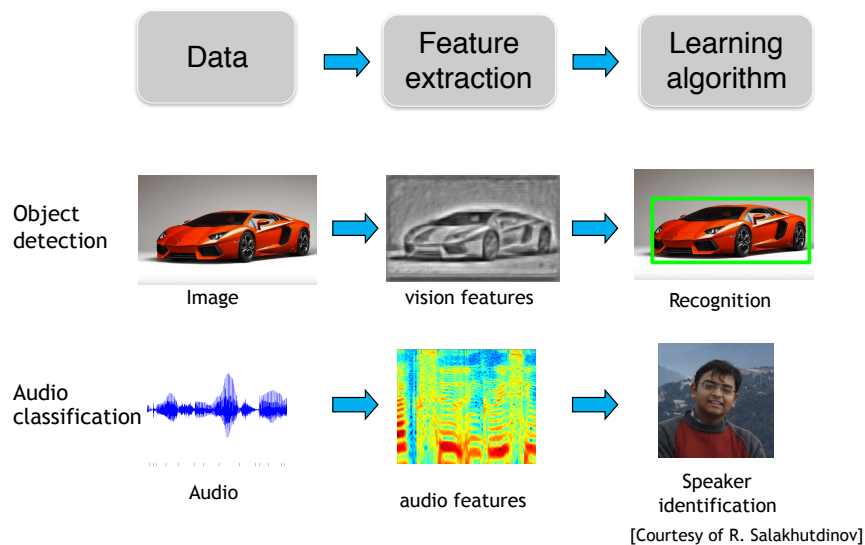 Data
Feature
extraction
Learning
algorithm
Object
detection
Image
vision features
Recognition
Audio
classification
Audio
audio features
Speaker
identification
[Courtesy of R. Salakhutdinov]